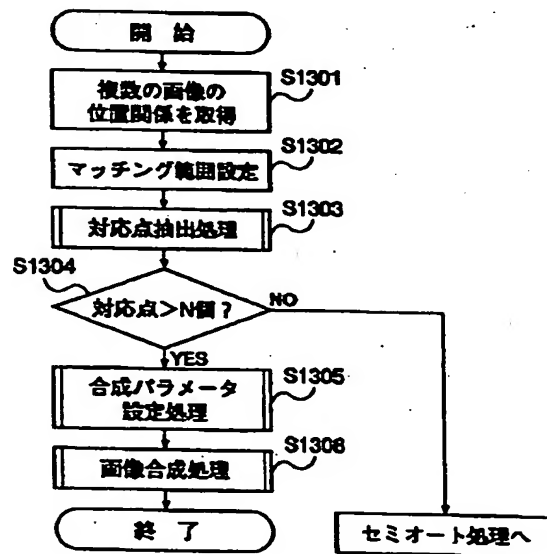 開始
複数の画像の
位置関係を取得
S1301
マッチング範囲設定
S1302
対応点抽出処理
S1303
S1304
対応点>N個?
NO
YES
合成パラメータ
設定処理
S1305
画像合成処理
S1306
終了
セミオート処理へ